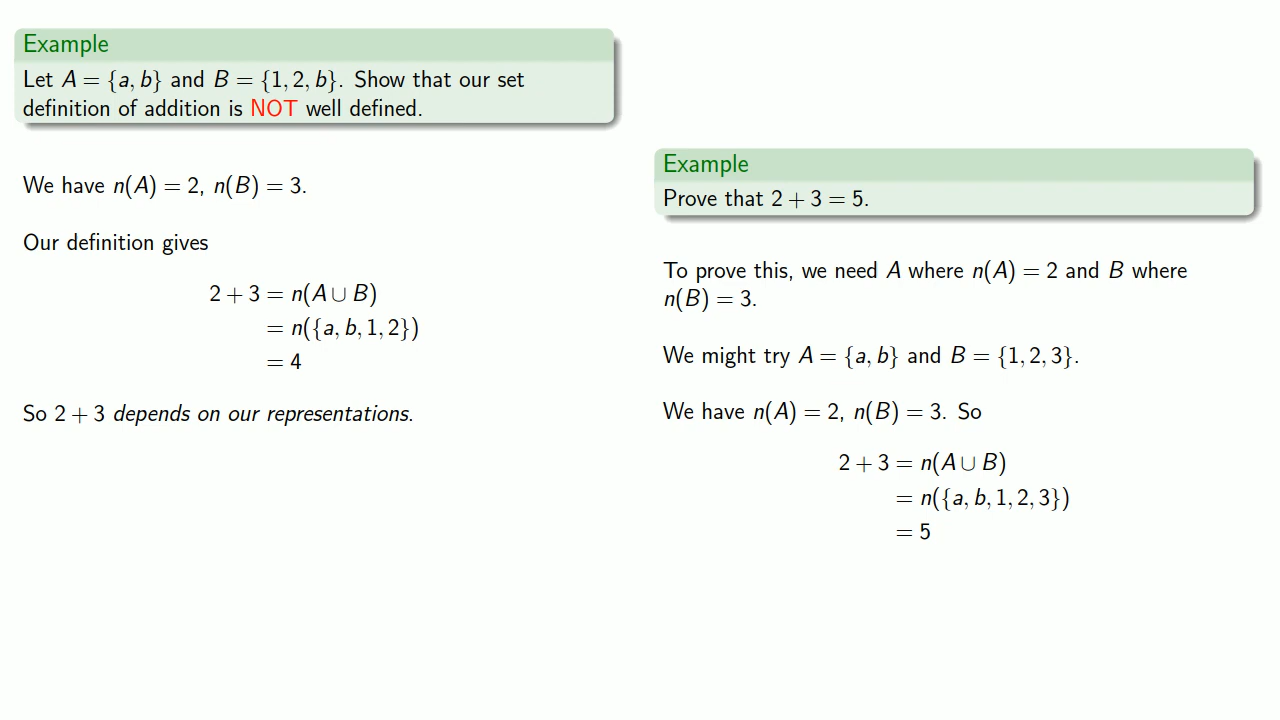 Example
Let A = {a, b} and B = {1, 2, b}. Show that our set
definition of addition is NOT well defined.
We have n(A) = 2, n(B) = 3.
Our definition gives
2 + 3 = n(A ∪ B)
= n({a, b, 1, 2})
= 4
So 2 + 3 depends on our representations.
Example
Prove that 2 + 3 = 5.
To prove this, we need A where n(A) = 2 and B where
n(B) = 3.
We might try A = {a, b} and B = {1, 2, 3}.
We have n(A) = 2, n(B) = 3. So
2 + 3 = n(A ∪ B)
= n({a, b, 1, 2, 3})
= 5